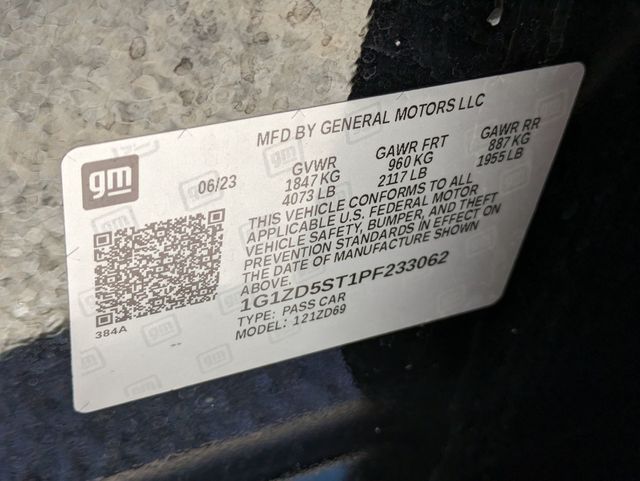 MFD BY GENERAL MOTORS LLC
gm
06/23
GVWR
1847 KG
4073 LB
GAWR FRT
960 KG
2117 LB
GAWR RR
887 KG
1955 LB
THIS VEHICLE CONFORMS TO ALL
APPLICABLE U.S. FEDERAL MOTOR
VEHICLE SAFETY, BUMPER, AND THEFT
PREVENTION STANDARDS IN EFFECT ON
THE DATE OF MANUFACTURE SHOWN
ABOVE.
1G1ZD5ST1PF233062
TYPE: PASS CAR
MODEL: 121ZD69
384A